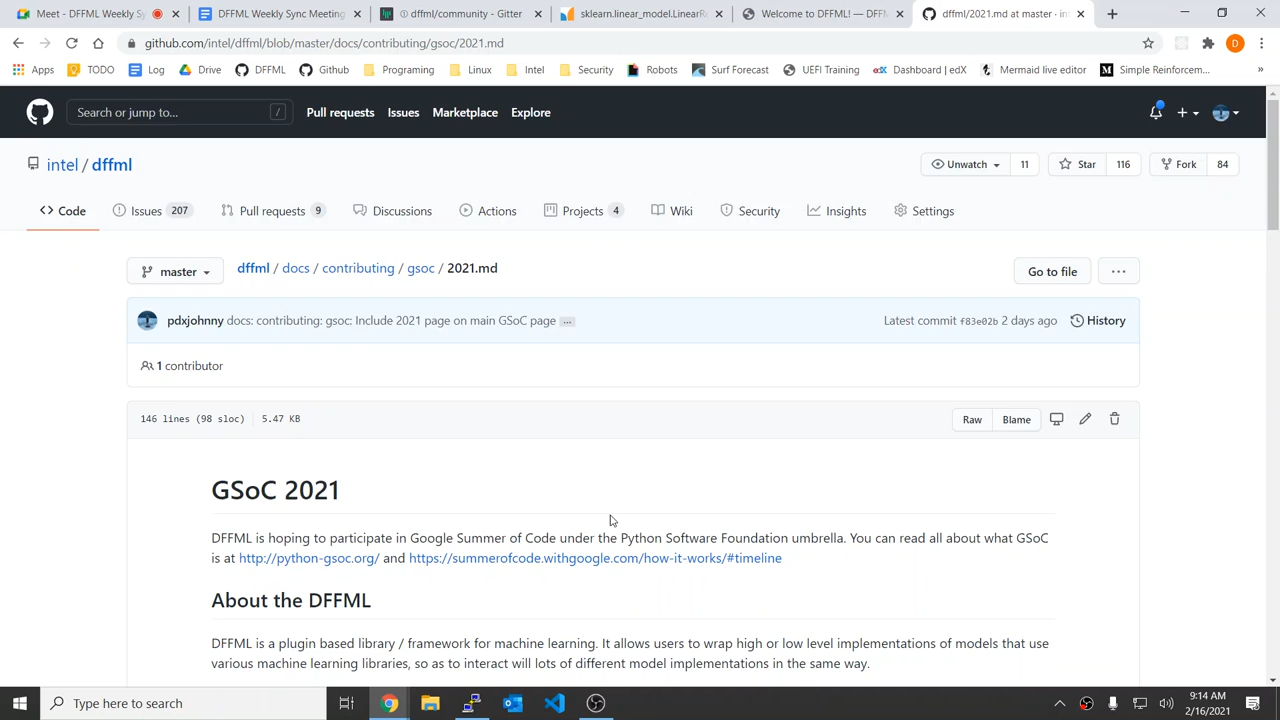 Meet - DFFML Weekly Sy
DFFML Weekly Sync Meeting
dffml/community - Gitter
sklearn.linear_model.LinearRe
Welcome to DFFML! — DFFM
dffml/2021.md at master · in
github.com/intel/dffml/blob/master/docs/contributing/gsoc/2021.md
D
Apps
TODO
Log
Drive
DFFML
Github
Programing
Linux
Intel
Security
Robots
Surf Forecast
UEFI Training
Dashboard | edX
Mermaid live editor
Simple Reinforcem...
»
Search or jump to...
/
Pull requests
Issues
Marketplace
Explore
intel / dffml
Unwatch
11
Star
116
Fork
84
Code
Issues 207
Pull requests 9
Discussions
Actions
Projects 4
Wiki
Security
Insights
Settings
master
dffml / docs / contributing / gsoc / 2021.md
Go to file
...
pdxjohnny docs: contributing: gsoc: Include 2021 page on main GSoC page ...
Latest commit f83e02b 2 days ago
History
1 contributor
146 lines (98 sloc) 5.47 KB
Raw
Blame
GSoC 2021
DFFML is hoping to participate in Google Summer of Code under the Python Software Foundation umbrella. You can read all about what GSoC
is at http://python-gsoc.org/ and https://summerofcode.withgoogle.com/how-it-works/#timeline
About the DFFML
DFFML is a plugin based library / framework for machine learning. It allows users to wrap high or low level implementations of models that use
various machine learning libraries, so as to interact will lots of different model implementations in the same way.
Type here to search
9:14 AM
2/16/2021